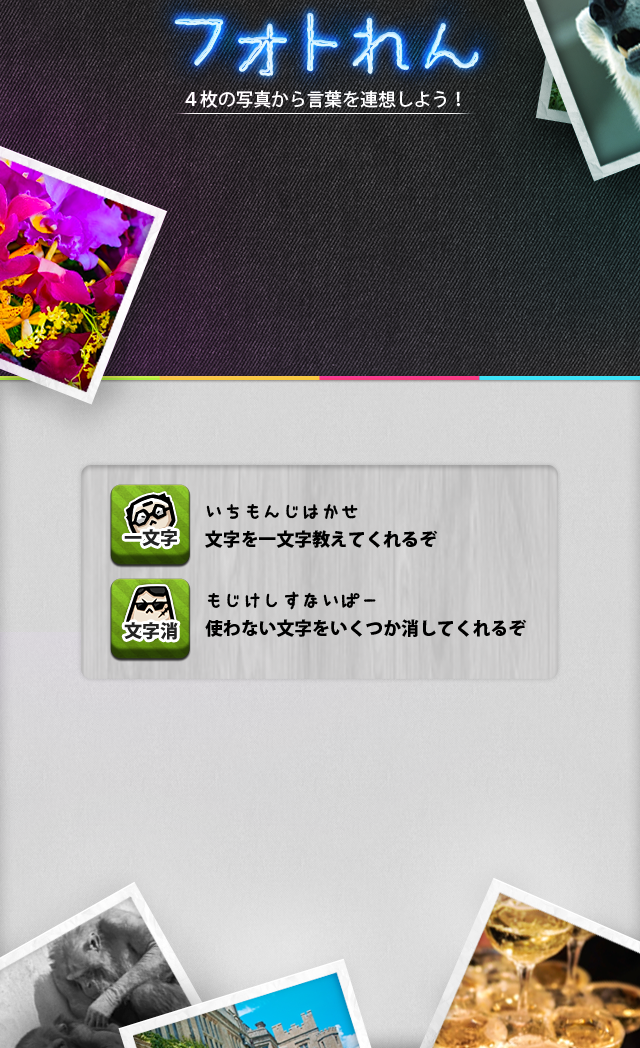 フォトれん
4枚の写真から言葉を連想しよう！
いちもんじはかせ
一文字
文字を一文字教えてくれるぞ
もじけしすないぱー
文字消
使わない文字をいくつか消してくれるぞ